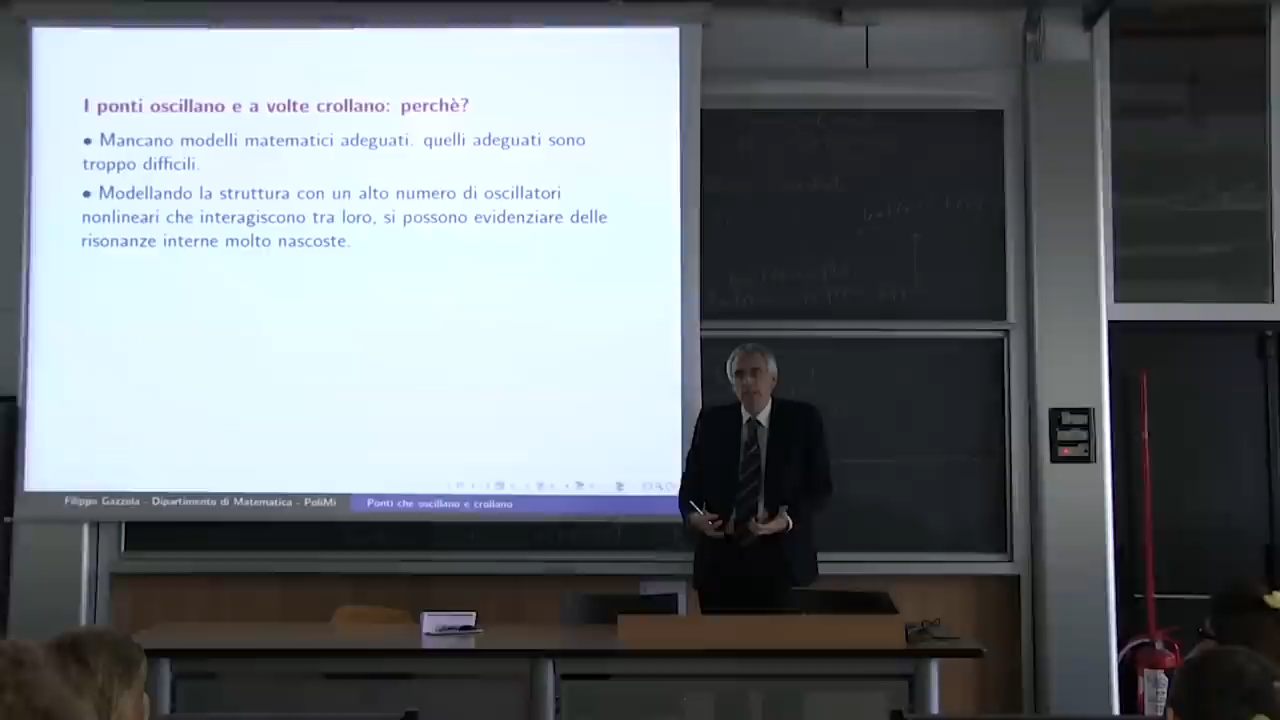 I ponti oscillano e a volte crollano: perchè?
• Mancano modelli matematici adeguati. quelli adeguati sono
troppo difficili.
• Modellando la struttura con un alto numero di oscillatori
nonlineari che interagiscono tra loro, si possono evidenziare delle
risonanze interne molto nascoste.
Filippo Gazzola - Dipartimento di Matematica - PoliMi
Ponti che oscillano e crollano